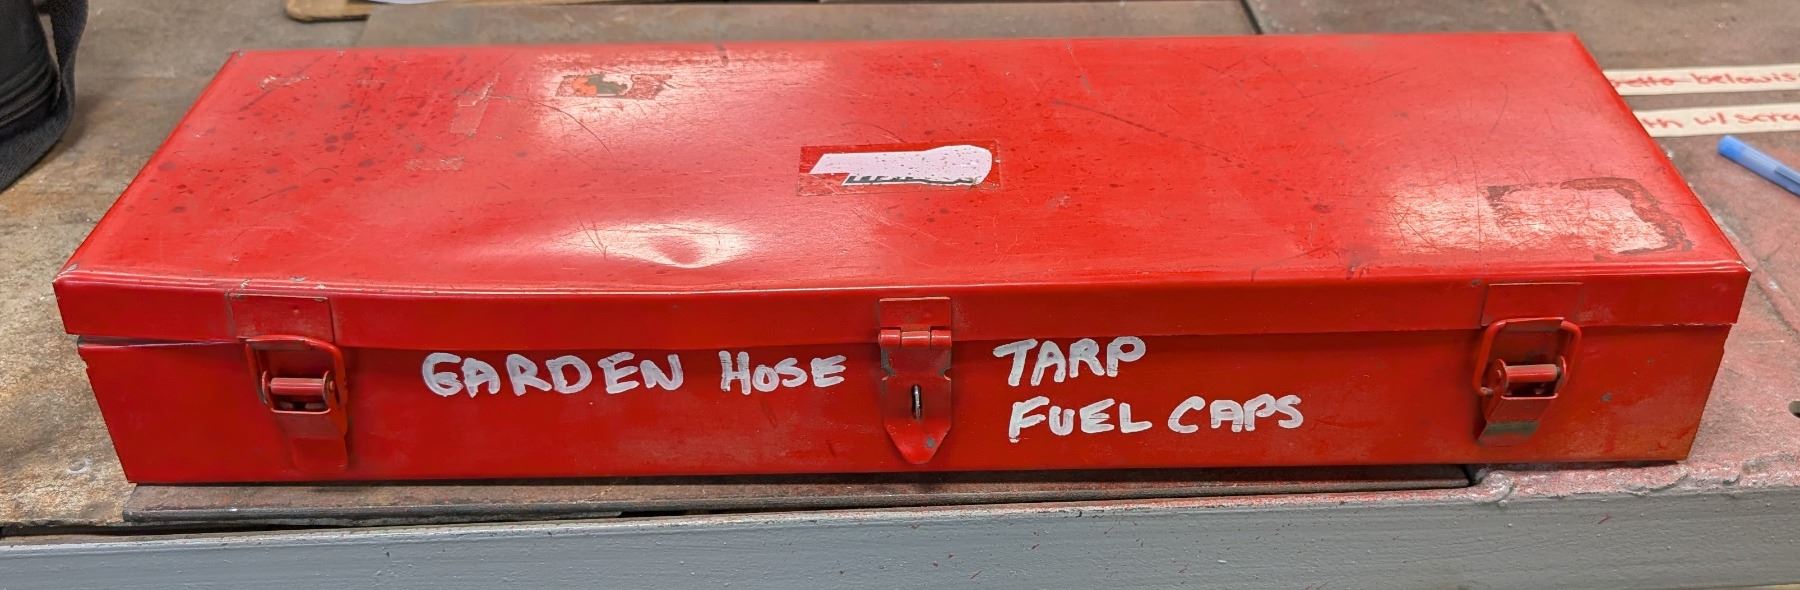 GARDEN HOSE
TARP
FUEL CAPS